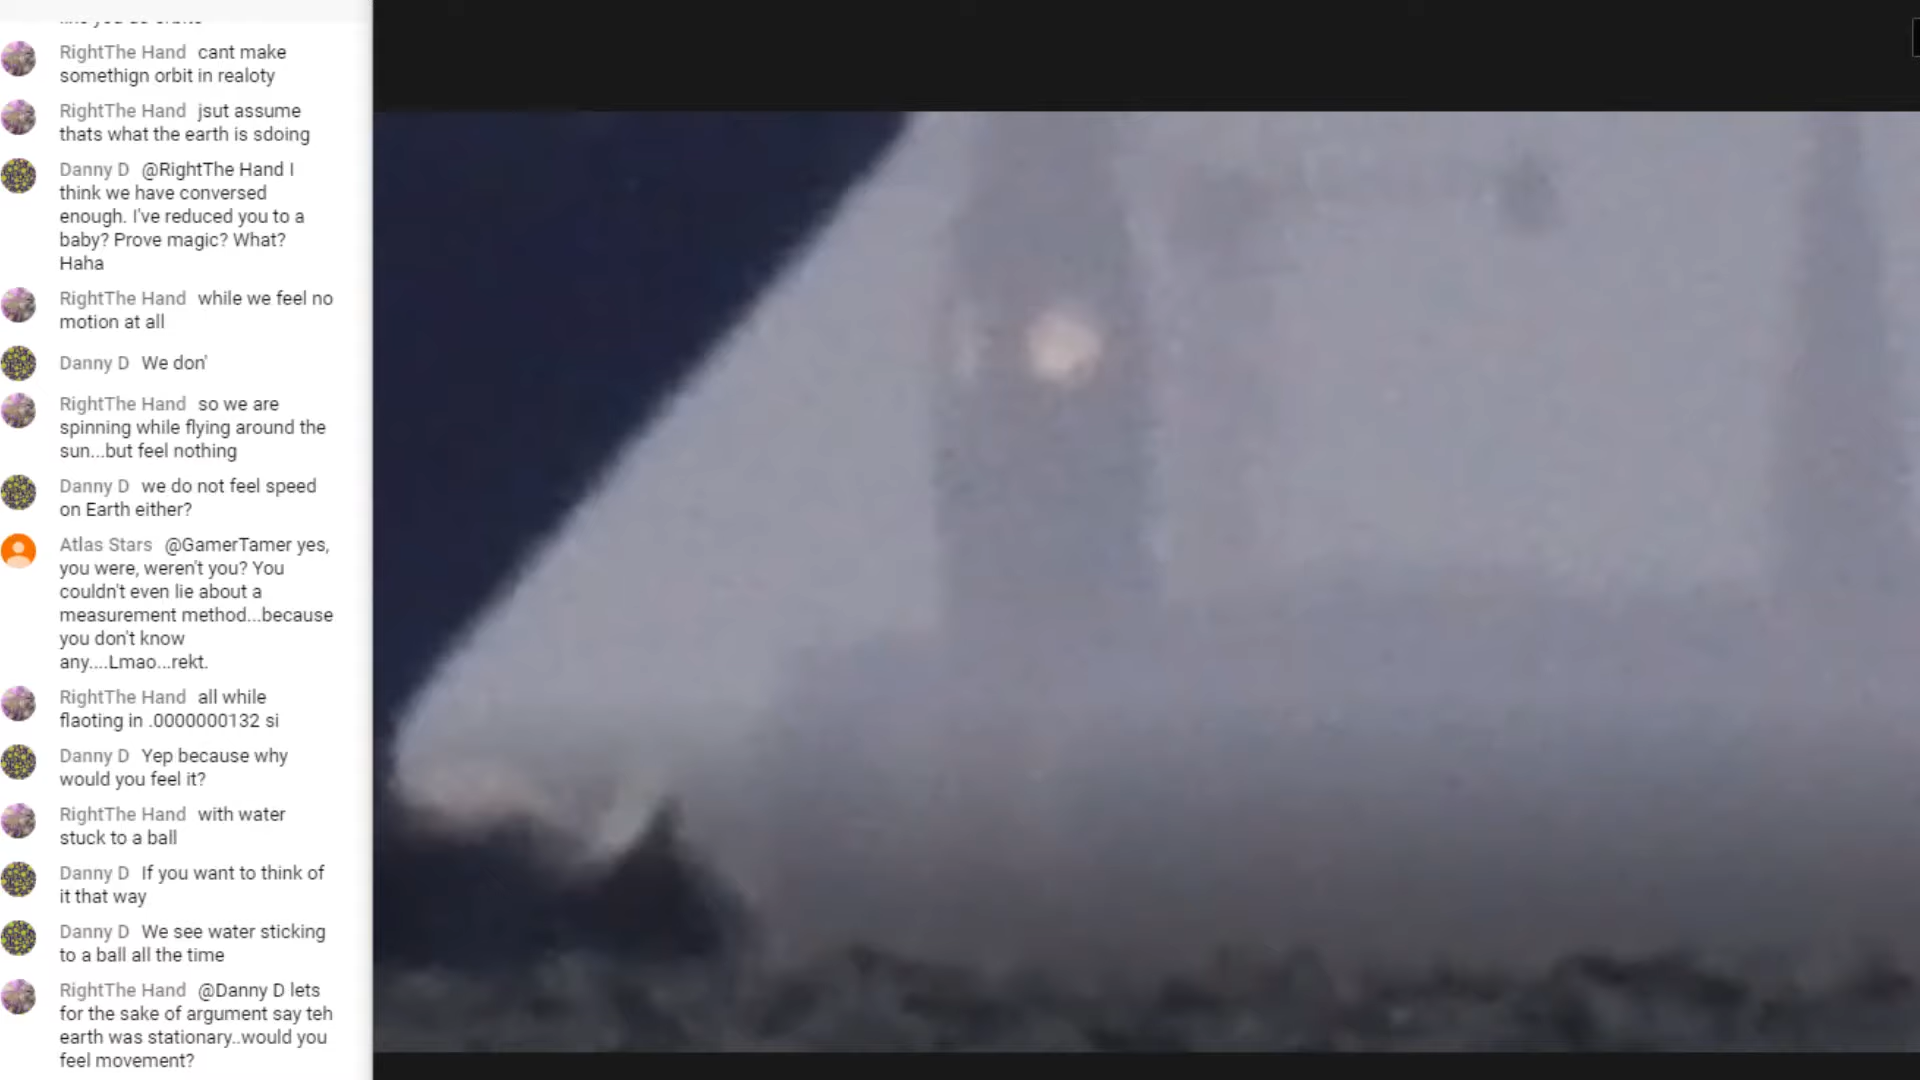 RightThe Hand cant make
somethign orbit in realoty
RightThe Hand jsut assume
thats what the earth is sdoing
Danny D @RightThe Hand I
think we have conversed
enough. I've reduced you to a
baby? Prove magic? What?
Haha
RightThe Hand while we feel no
motion at all
Danny D We don'
RightThe Hand so we are
spinning while flying around the
sun...but feel nothing
Danny D we do not feel speed
on Earth either?
Atlas Stars @GamerTamer yes,
you were, weren't you? You
couldn't even lie about a
measurement method...because
you don't know
any....Lmao...rekt.
RightThe Hand all while
flaoting in .0000000132 si
Danny D Yep because why
would you feel it?
RightThe Hand with water
stuck to a ball
Danny D If you want to think of
it that way
Danny D We see water sticking
to a ball all the time
RightThe Hand @Danny D lets
for the sake of argument say teh
earth was stationary..would you
feel movement?